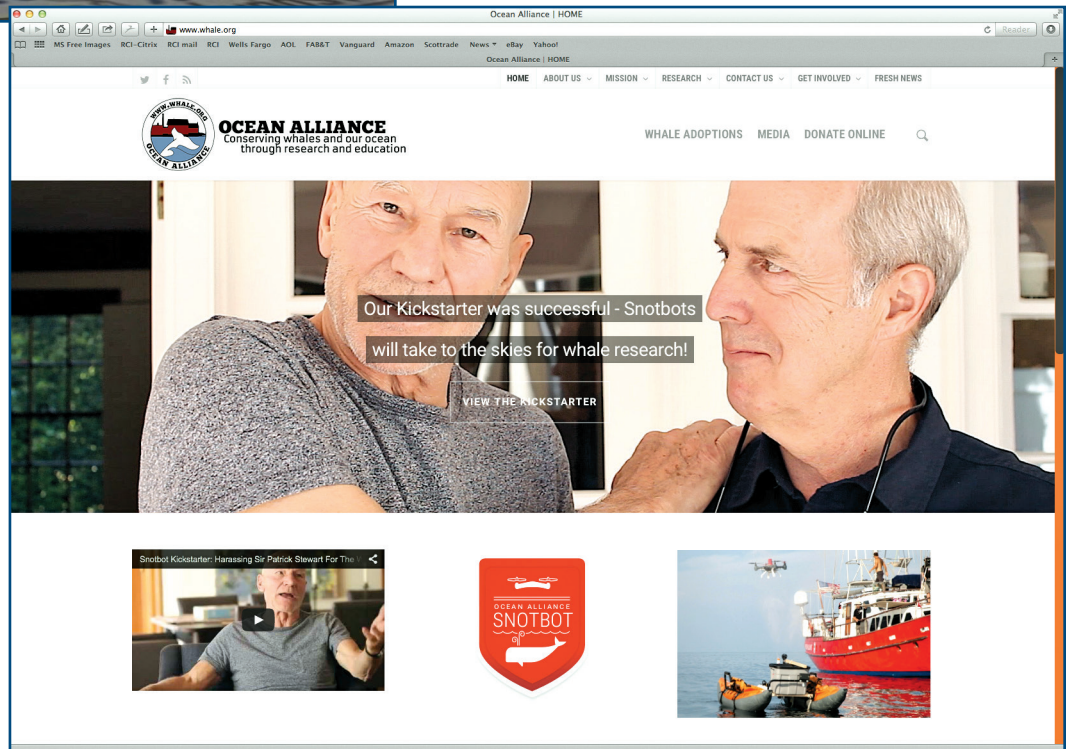 Ocean Alliance | HOME
www.whale.org
Reader
MS Free Images RCI-Citrix RCI mail RCI Wells Fargo AOL FAB&T Vanguard Amazon Scottrade News eBay Yahoo!
Ocean Alliance | HOME
HOME ABOUT US MISSION RESEARCH CONTACT US GET INVOLVED FRESH NEWS
WWW.WHALE.ORG
OCEAN ALLIANCE
OCEAN ALLIANCE
Conserving whales and our ocean
through research and education
WHALE ADOPTIONS MEDIA DONATE ONLINE
Our Kickstarter was successful - Snotbots
will take to the skies for whale research!
VIEW THE KICKSTARTER
Snotbot Kickstarter: Harassing Sir Patrick Stewart For The
OCEAN ALLIANCE
SNOTBOT